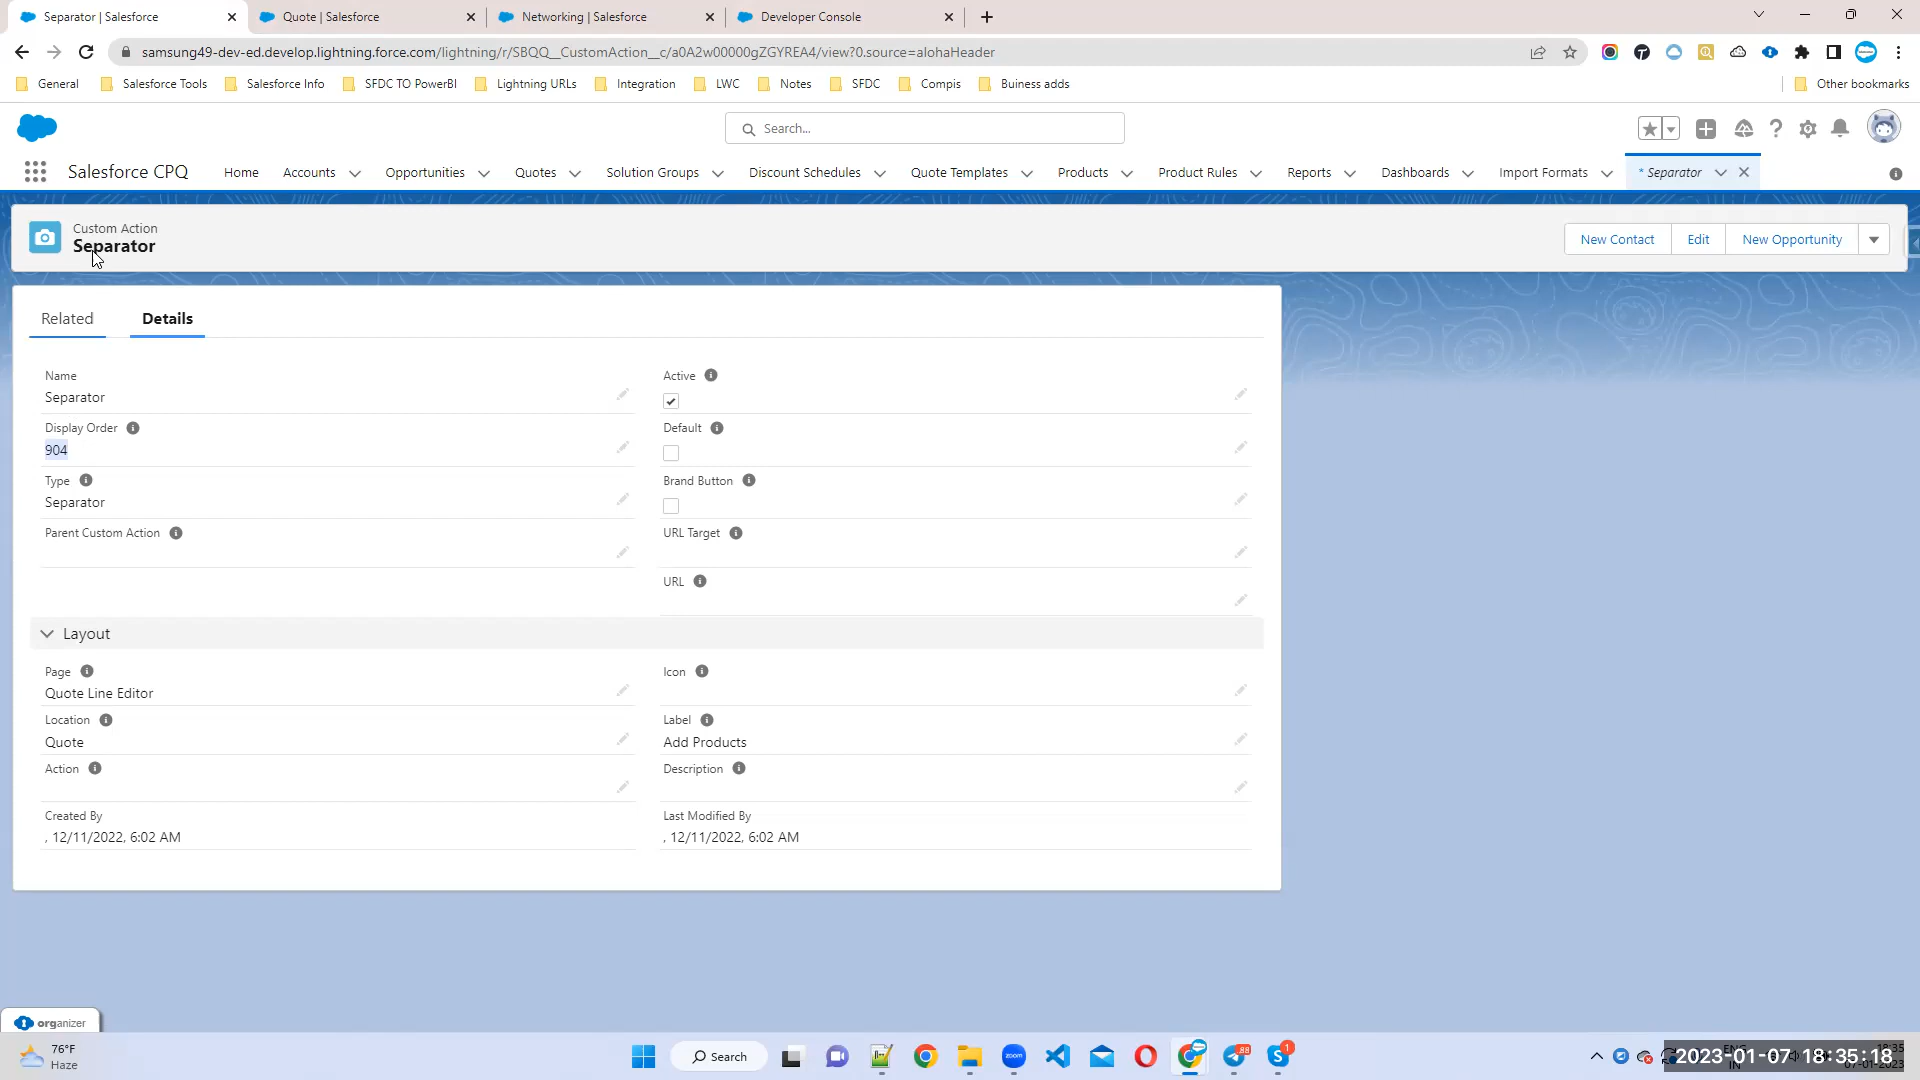 Separator | Salesforce
Quote | Salesforce
Networking | Salesforce
Developer Console
samsung49-dev-ed.develop.lightning.force.com/lightning/r/SBQQ__CustomAction__c/a0A2w00000gZGYREA4/view?0.source=alohaHeader
General
Salesforce Tools
Salesforce Info
SFDC TO PowerBI
Lightning URLs
Integration
LWC
Notes
SFDC
Compis
Buiness adds
Other bookmarks
Search...
Salesforce CPQ
Home
Accounts
Opportunities
Quotes
Solution Groups
Discount Schedules
Quote Templates
Products
Product Rules
Reports
Dashboards
Import Formats
* Separator
Custom Action
Separator
New Contact
Edit
New Opportunity
Related
Details
Name
Separator
Active
Display Order
904
Default
Type
Separator
Brand Button
Parent Custom Action
URL Target
URL
Layout
Page
Quote Line Editor
Icon
Location
Quote
Label
Add Products
Action
Description
Created By
, 12/11/2022, 6:02 AM
Last Modified By
, 12/11/2022, 6:02 AM
organizer
76°F
Haze
Search
zoom
88
1
2023-01-07 18:35:18